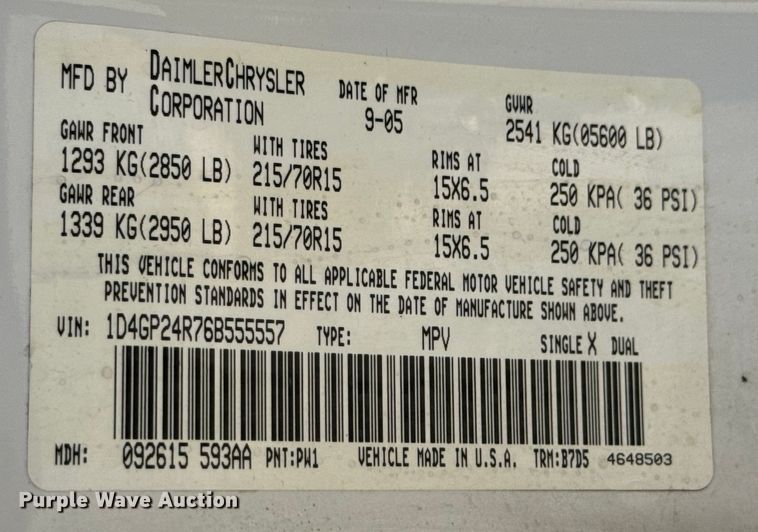 MFD BY DAIMLERCHRYSLER CORPORATION
DATE OF MFR 9-05
GVWR 2541 KG(05600 LB)
GAWR FRONT WITH TIRES RIMS AT COLD
1293 KG(2850 LB) 215/70R15 15X6.5 250 KPA( 36 PSI)
GAWR REAR WITH TIRES RIMS AT COLD
1339 KG(2950 LB) 215/70R15 15X6.5 250 KPA( 36 PSI)
THIS VEHICLE CONFORMS TO ALL APPLICABLE FEDERAL MOTOR VEHICLE SAFETY AND THEFT
PREVENTION STANDARDS IN EFFECT ON THE DATE OF MANUFACTURE SHOWN ABOVE.
VIN: 1D4GP24R76B555557 TYPE: MPV SINGLE X DUAL
MDH: 092615 593AA PNT:PW1 VEHICLE MADE IN U.S.A. TRM:B7D5 4648503
Purple Wave Auction